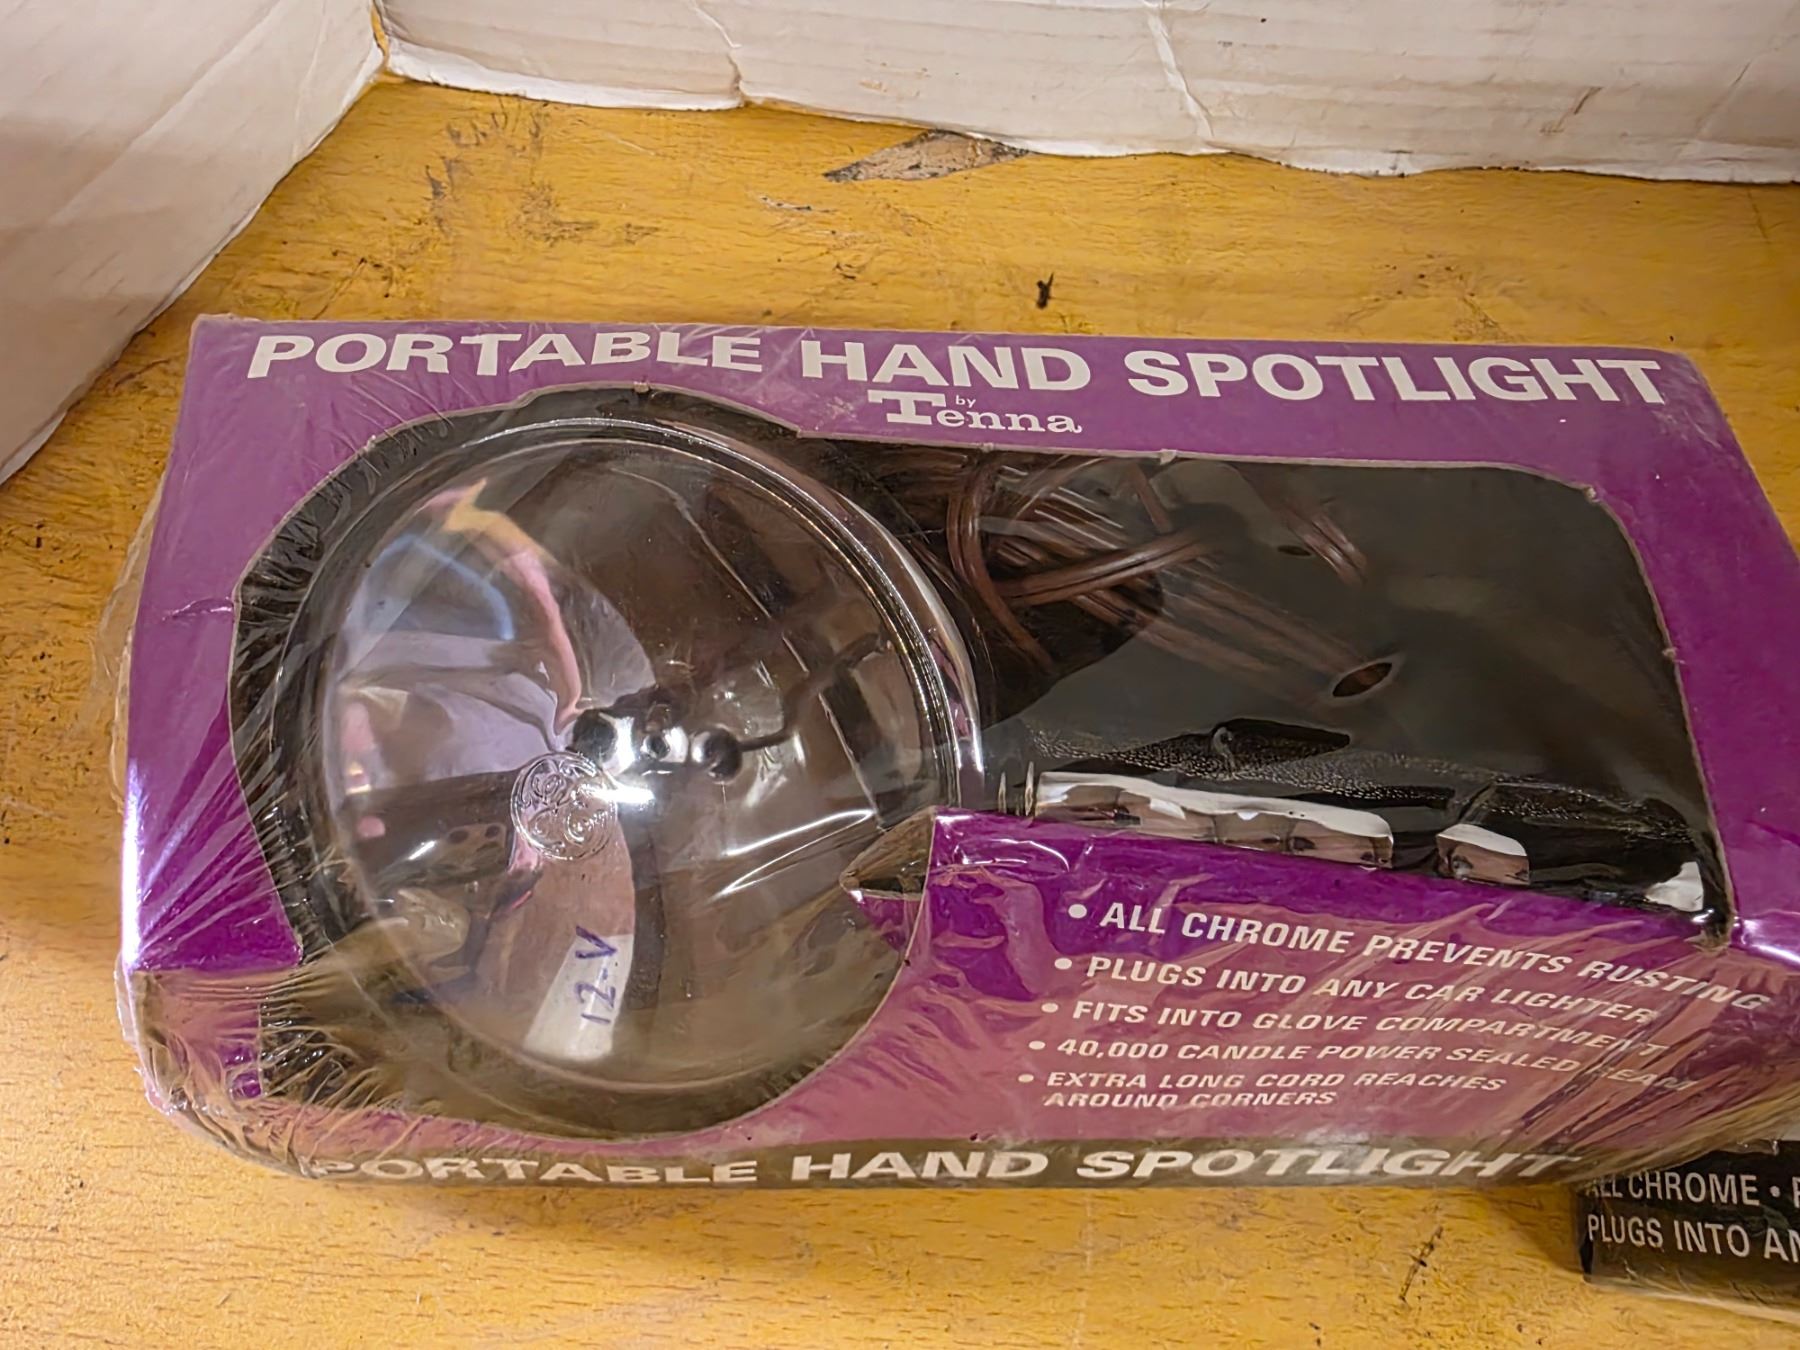 PORTABLE HAND SPOTLIGHT
by
Tenna
GE
12-V
• ALL CHROME PREVENTS RUSTING
• PLUGS INTO ANY CAR LIGHTER
• FITS INTO GLOVE COMPARTMENT
• 40,000 CANDLE POWER SEALED BEAM
• EXTRA LONG CORD REACHES
AROUND CORNERS
PORTABLE HAND SPOTLIGHT
ALL CHROME •
PLUGS INTO